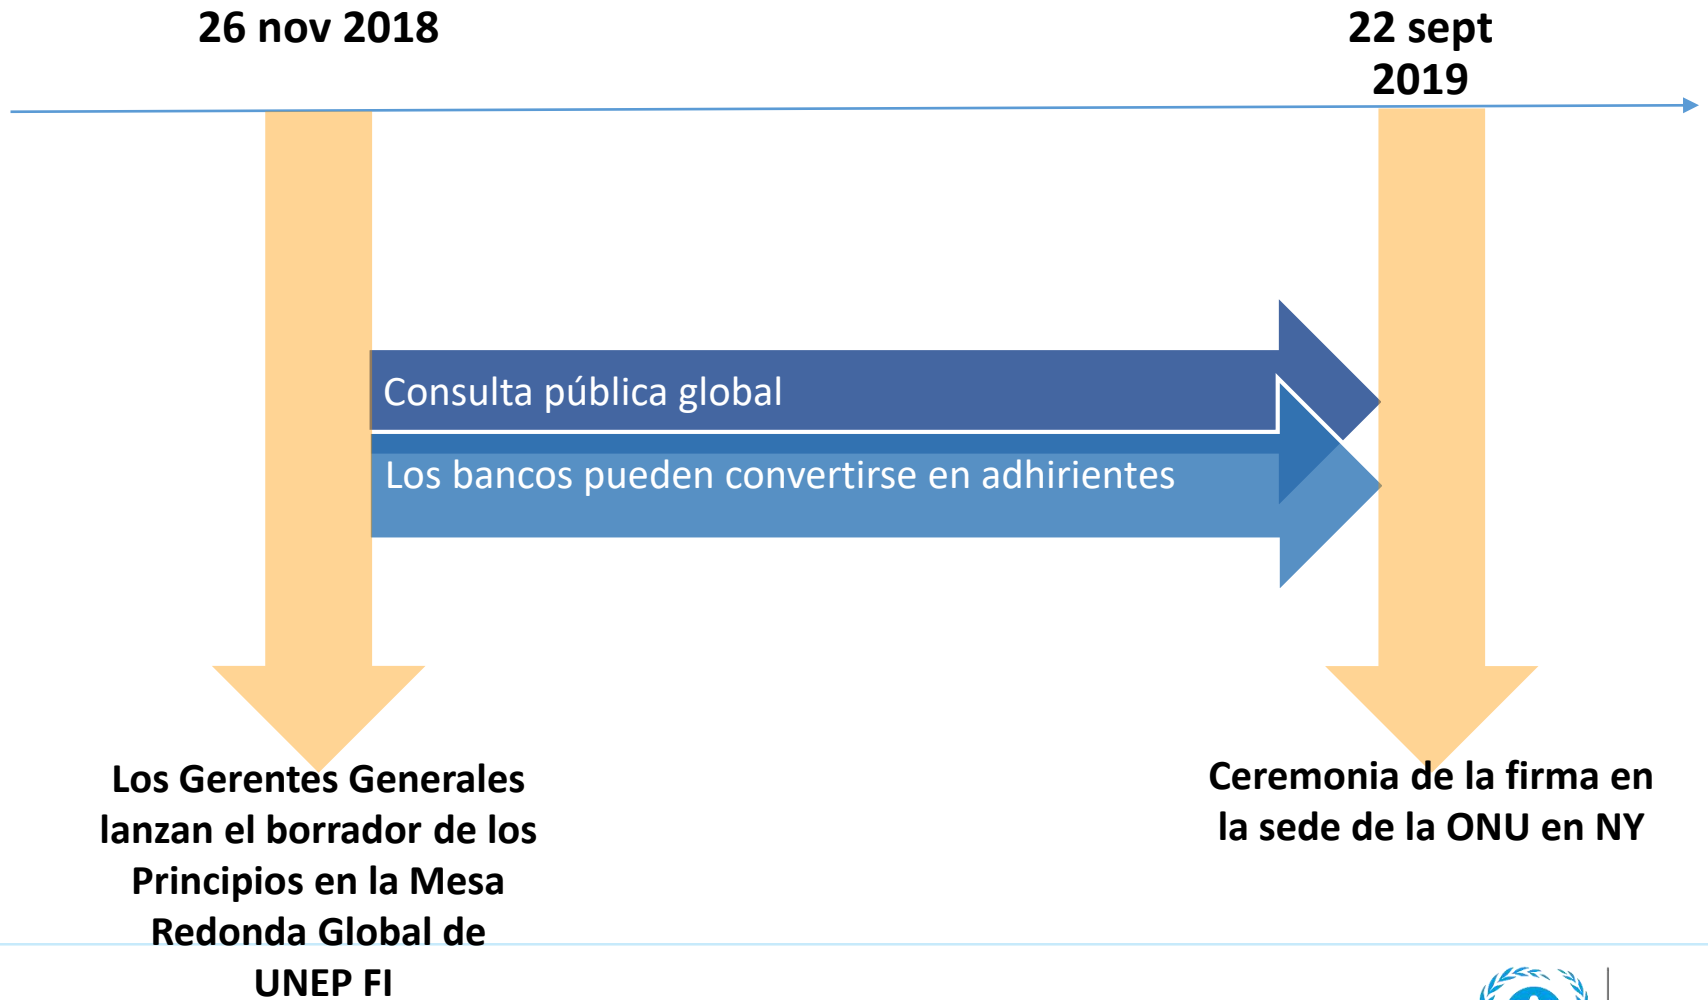 26 nov 2018
22 sept
2019
Consulta pública global
Los bancos pueden convertirse en adhirientes
Los Gerentes Generales
lanzan el borrador de los
Principios en la Mesa
Redonda Global de
UNEP FI
Ceremonia de la firma en
la sede de la ONU en NY